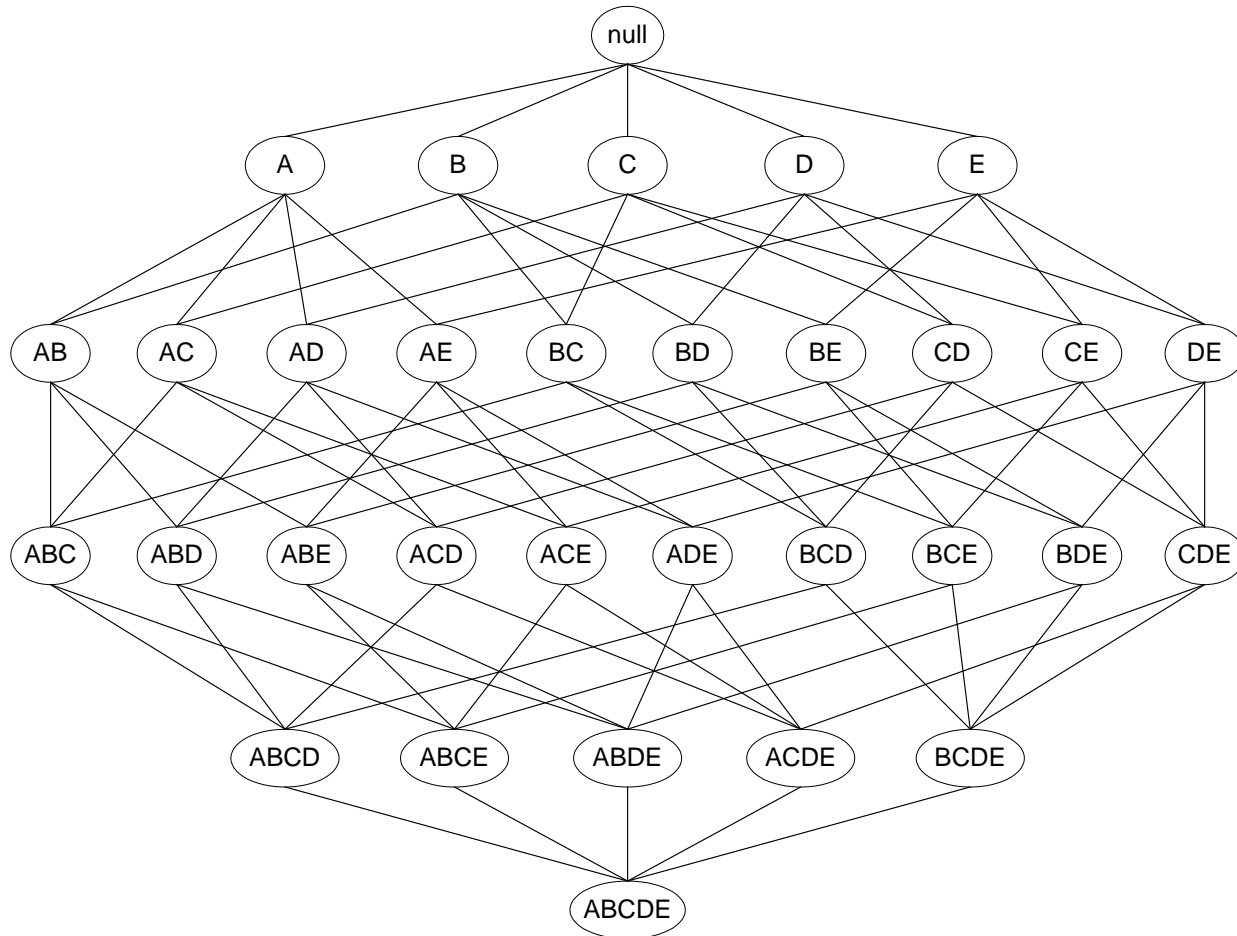 null
A B C D E
AB AC AD AE BC BD BE CD CE DE
ABC ABD ABE ACD ACE ADE BCD BCE BDE CDE
ABCD ABCE ABDE ACDE BCDE
ABCDE